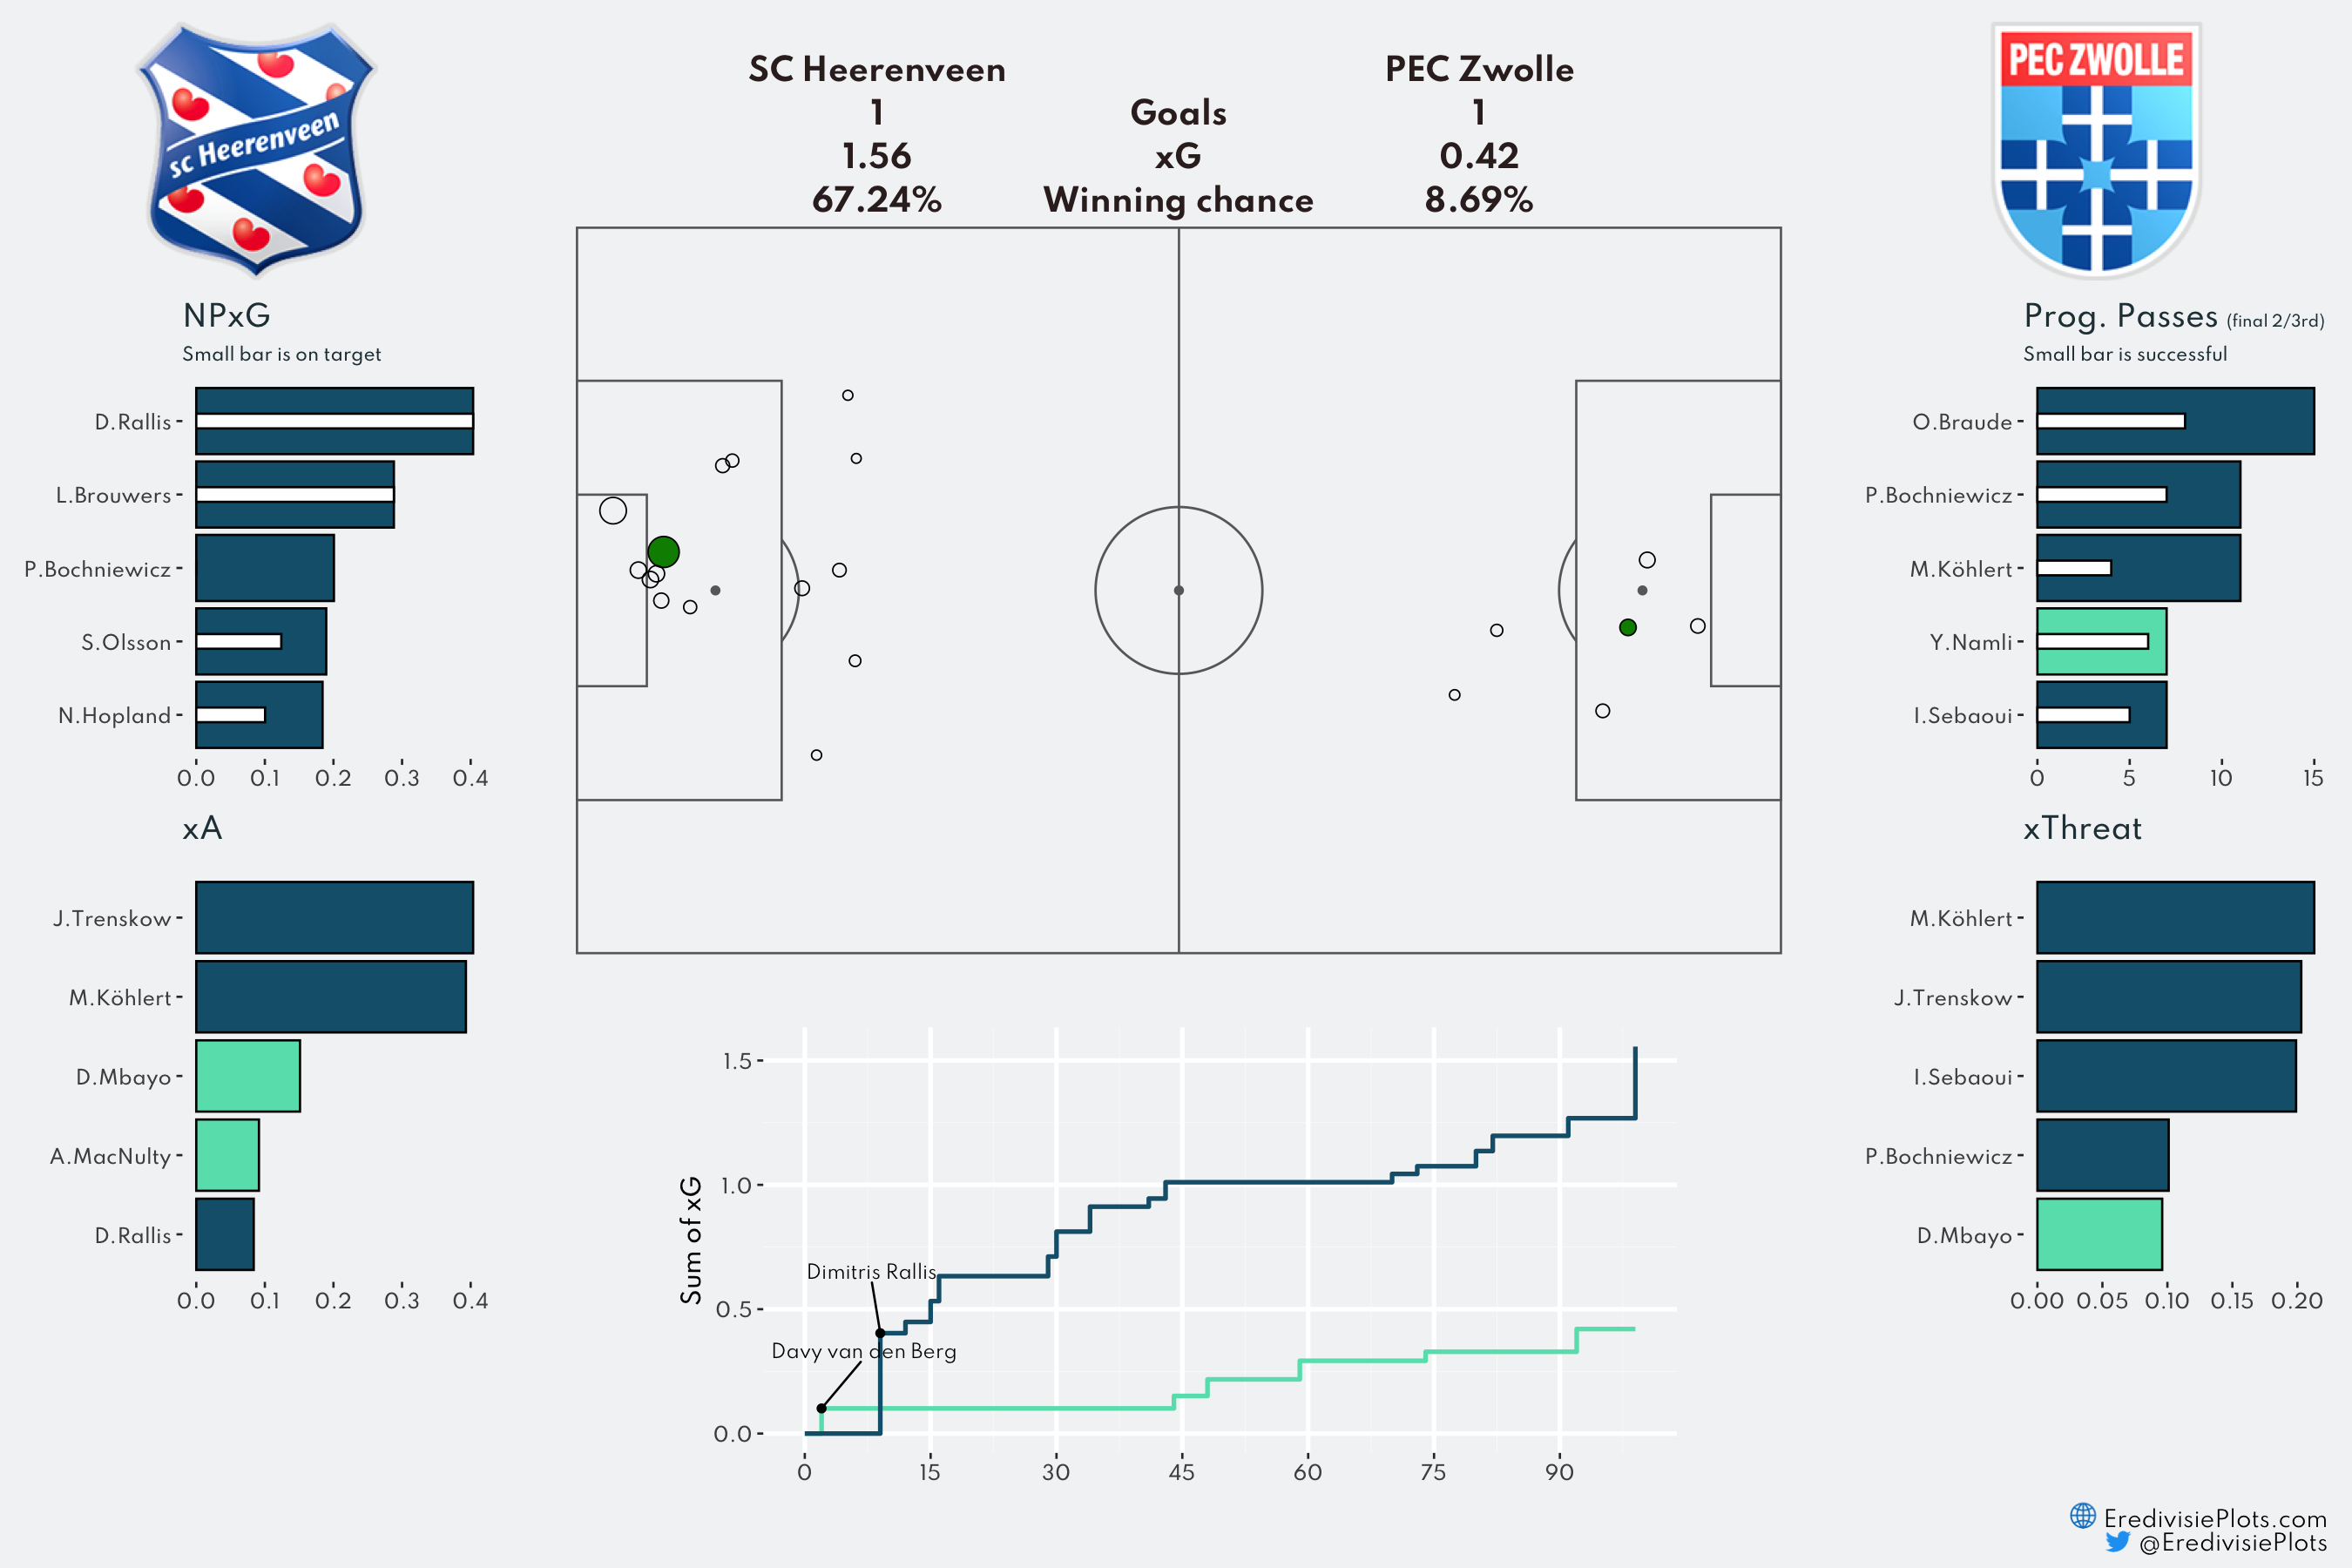 SC Heerenveen PEC Zwolle
1 Goals 1
1.56 xG 0.42
67.24% Winning chance 8.69%
sc Heerenveen
PEC ZWOLLE
NPxG
Small bar is on target
D.Rallis
L.Brouwers
P.Bochniewicz
S.Olsson
N.Hopland
0.0 0.1 0.2 0.3 0.4
xA
J.Trenskow
M.Köhlert
D.Mbayo
A.MacNulty
D.Rallis
0.0 0.1 0.2 0.3 0.4
Sum of xG
1.5
1.0
0.5
0.0
Dimitris Rallis
Davy van den Berg
0 15 30 45 60 75 90
Prog. Passes (final 2/3rd)
Small bar is successful
O.Braude
P.Bochniewicz
M.Köhlert
Y.Namli
I.Sebaoui
0 5 10 15
xThreat
M.Köhlert
J.Trenskow
I.Sebaoui
P.Bochniewicz
D.Mbayo
0.00 0.05 0.10 0.15 0.20
EredivisiePlots.com
@EredivisiePlots